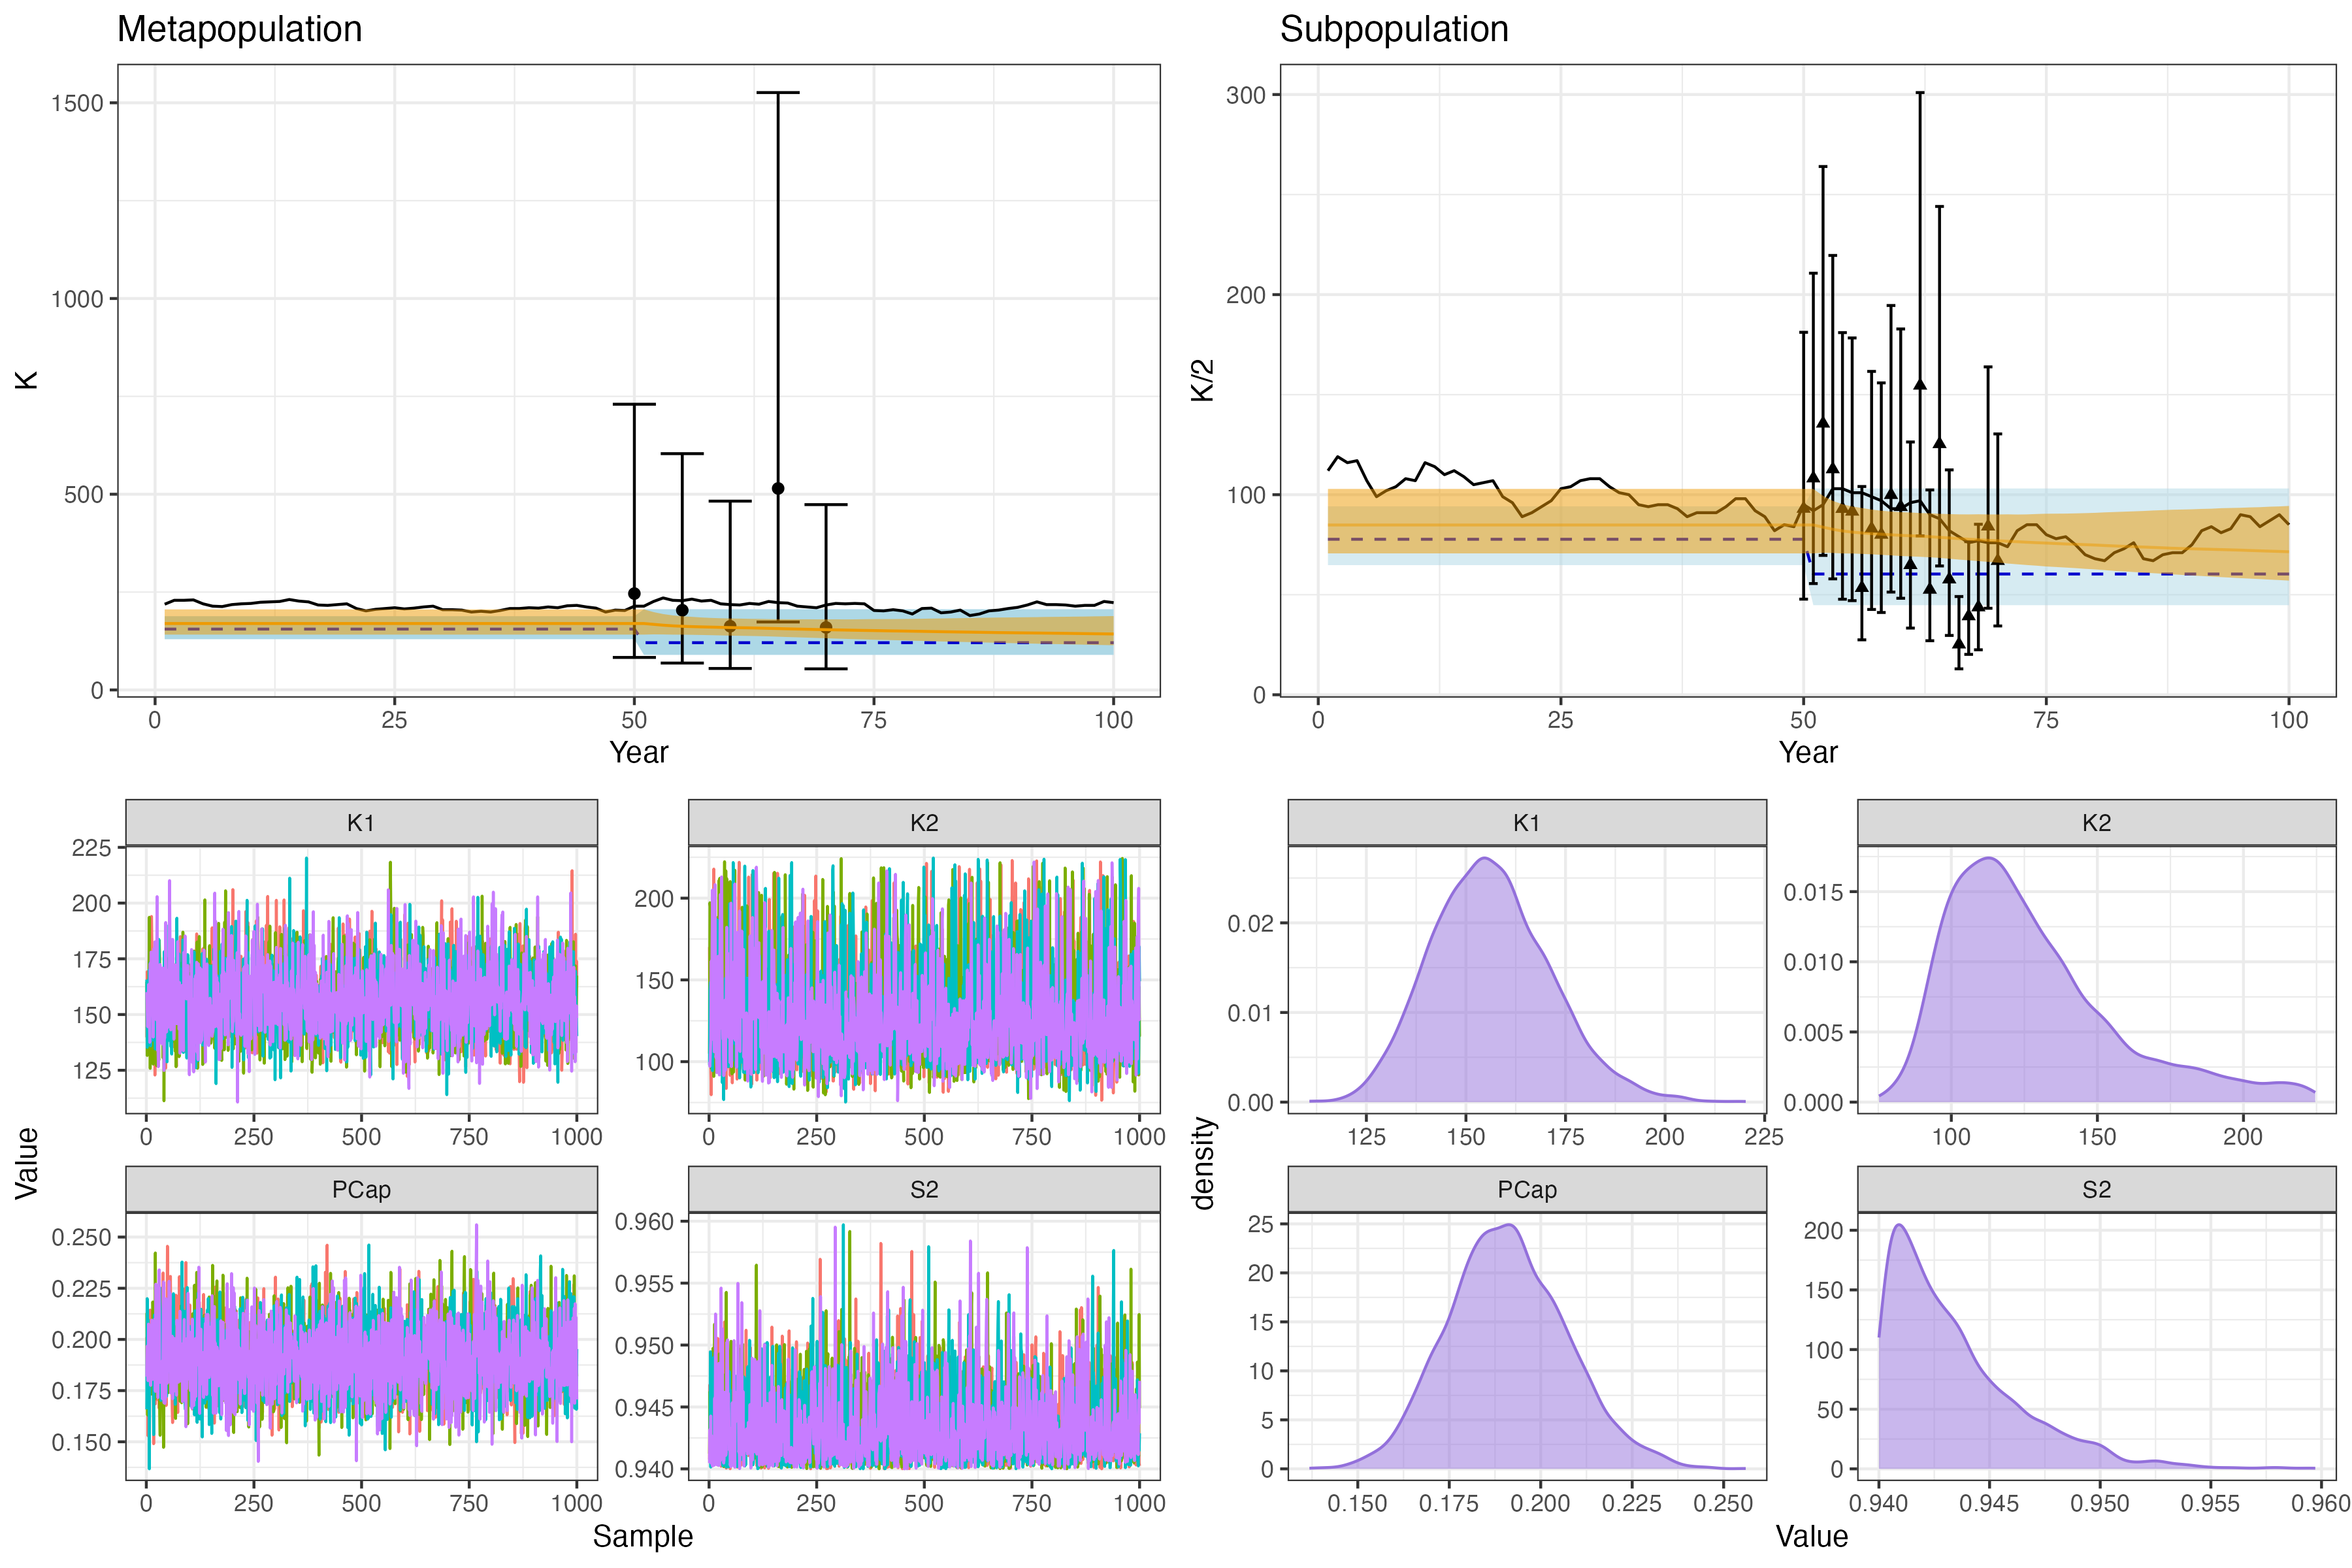 Metapopulation
1500
1000
500
0
K
0 25 50 75 100
Year
Subpopulation
300
200
100
0
K/2
0 25 50 75 100
Year
K1
225
200
175
150
125
0 250 500 750 1000
K2
200
150
100
0 250 500 750 1000
Value
PCap
0.250
0.225
0.200
0.175
0.150
0 250 500 750 1000
S2
0.960
0.955
0.950
0.945
0.940
0 250 500 750 1000
Sample
K1
0.02
0.01
0.00
125 150 175 200 225
K2
0.015
0.010
0.005
0.000
100 150 200
density
PCap
25
20
15
10
5
0
0.150 0.175 0.200 0.225 0.250
S2
200
150
100
50
0
0.940 0.945 0.950 0.955 0.960
Value